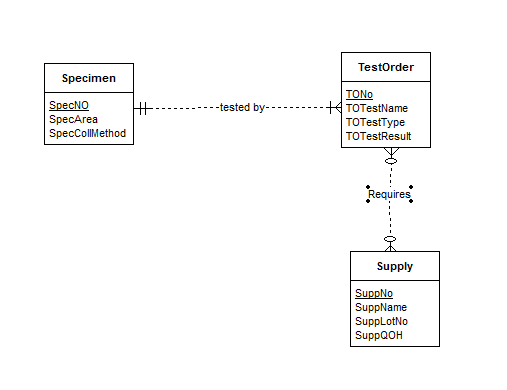 Specimen
SpecNO
SpecArea
SpecCollMethod
tested by
TestOrder
TONo
TOTestName
TOTestType
TOTestResult
Requires
Supply
SuppNo
SuppName
SuppLotNo
SuppQOH